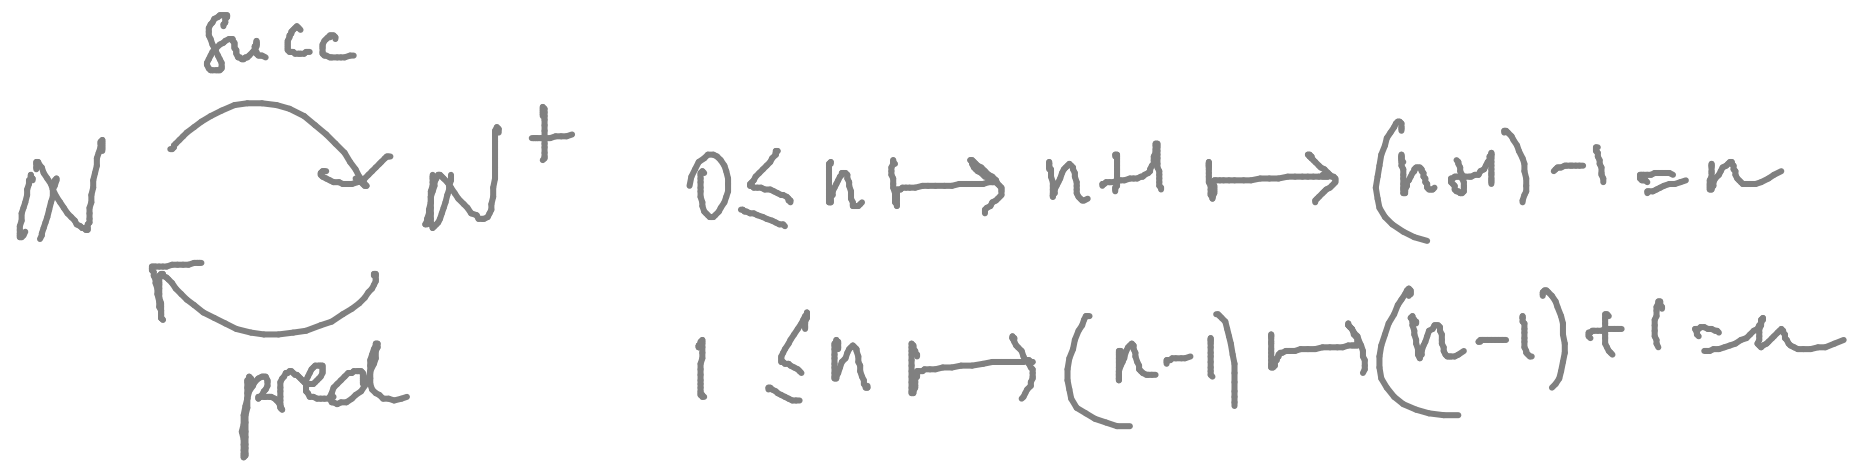 succ
ℕ ℕ⁺
pred
0 ≤ n ↦ n+1 ↦ (n+1) -1 = n
1 ≤ n ↦ (n-1) ↦ (n-1) + 1 = n